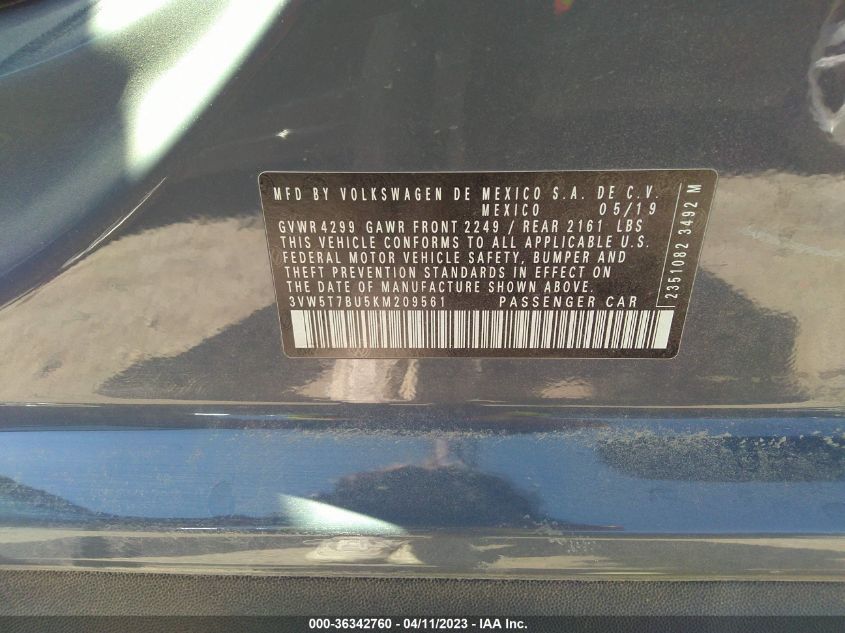 MFD BY VOLKSWAGEN DE MEXICO S.A. DE C.V.
MEXICO 05/19
GVWR 4299 GAWR FRONT 2249 / REAR 2161 LBS
THIS VEHICLE CONFORMS TO ALL APPLICABLE U.S.
FEDERAL MOTOR VEHICLE SAFETY, BUMPER AND
THEFT PREVENTION STANDARDS IN EFFECT ON
THE DATE OF MANUFACTURE SHOWN ABOVE.
3VW5T7BU5KM209561 PASSENGER CAR
2351082 3492 M
000-36342760 - 04/11/2023 - IAA Inc.